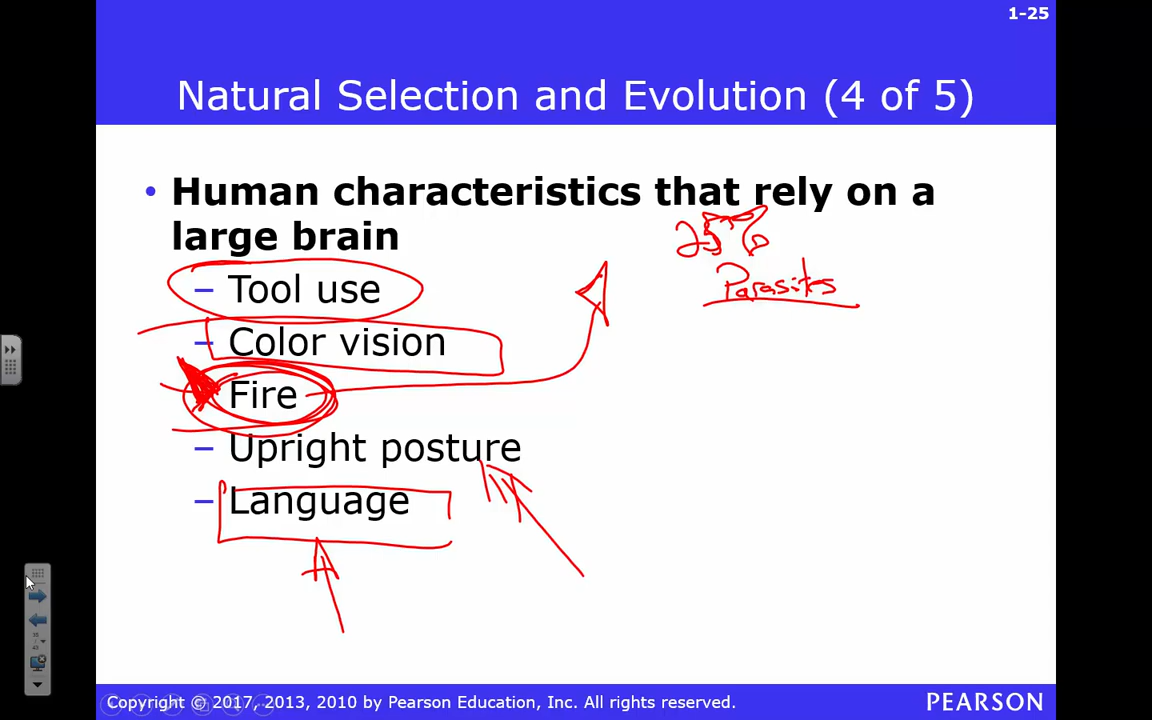 1-25
Natural Selection and Evolution (4 of 5)
• Human characteristics that rely on a
large brain
25%
– Tool use
Parasites
– Color vision
Fire
– Upright posture
– Language
Copyright © 2017, 2013, 2010 by Pearson Education, Inc. All rights reserved.
PEARSON